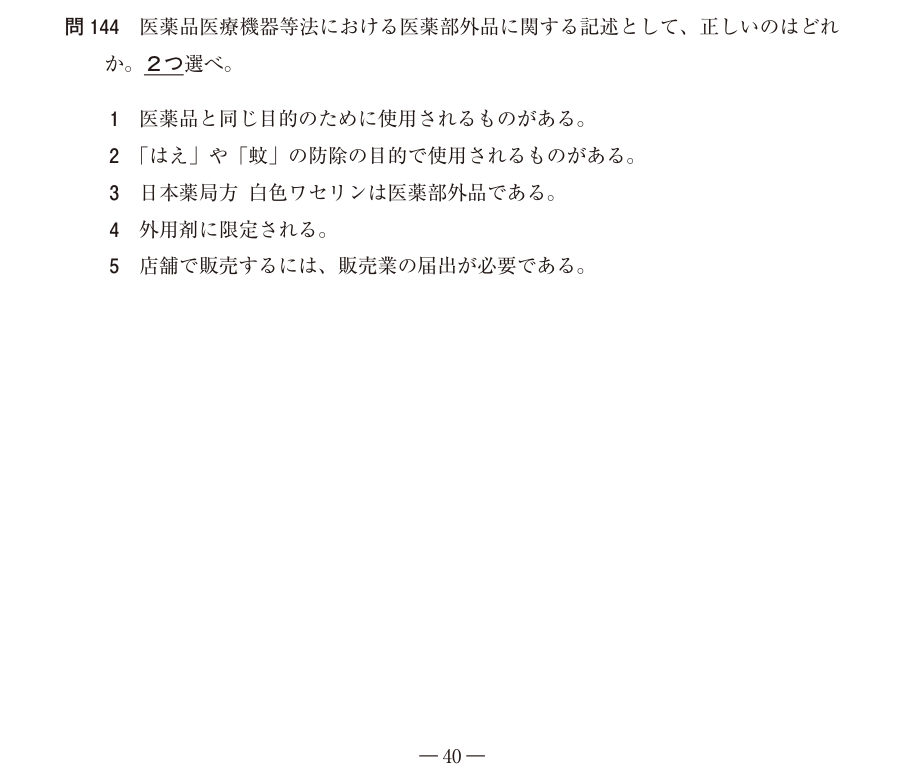 問 144 医薬品医療機器等法における医薬部外品に関する記述として、正しいのはどれ
か。２つ選べ。
1 医薬品と同じ目的のために使用されるものがある。
2 「はえ」や「蚊」の防除の目的で使用されるものがある。
3 日本薬局方 白色ワセリンは医薬部外品である。
4 外用剤に限定される。
5 店舗で販売するには、販売業の届出が必要である。
― 40 ―